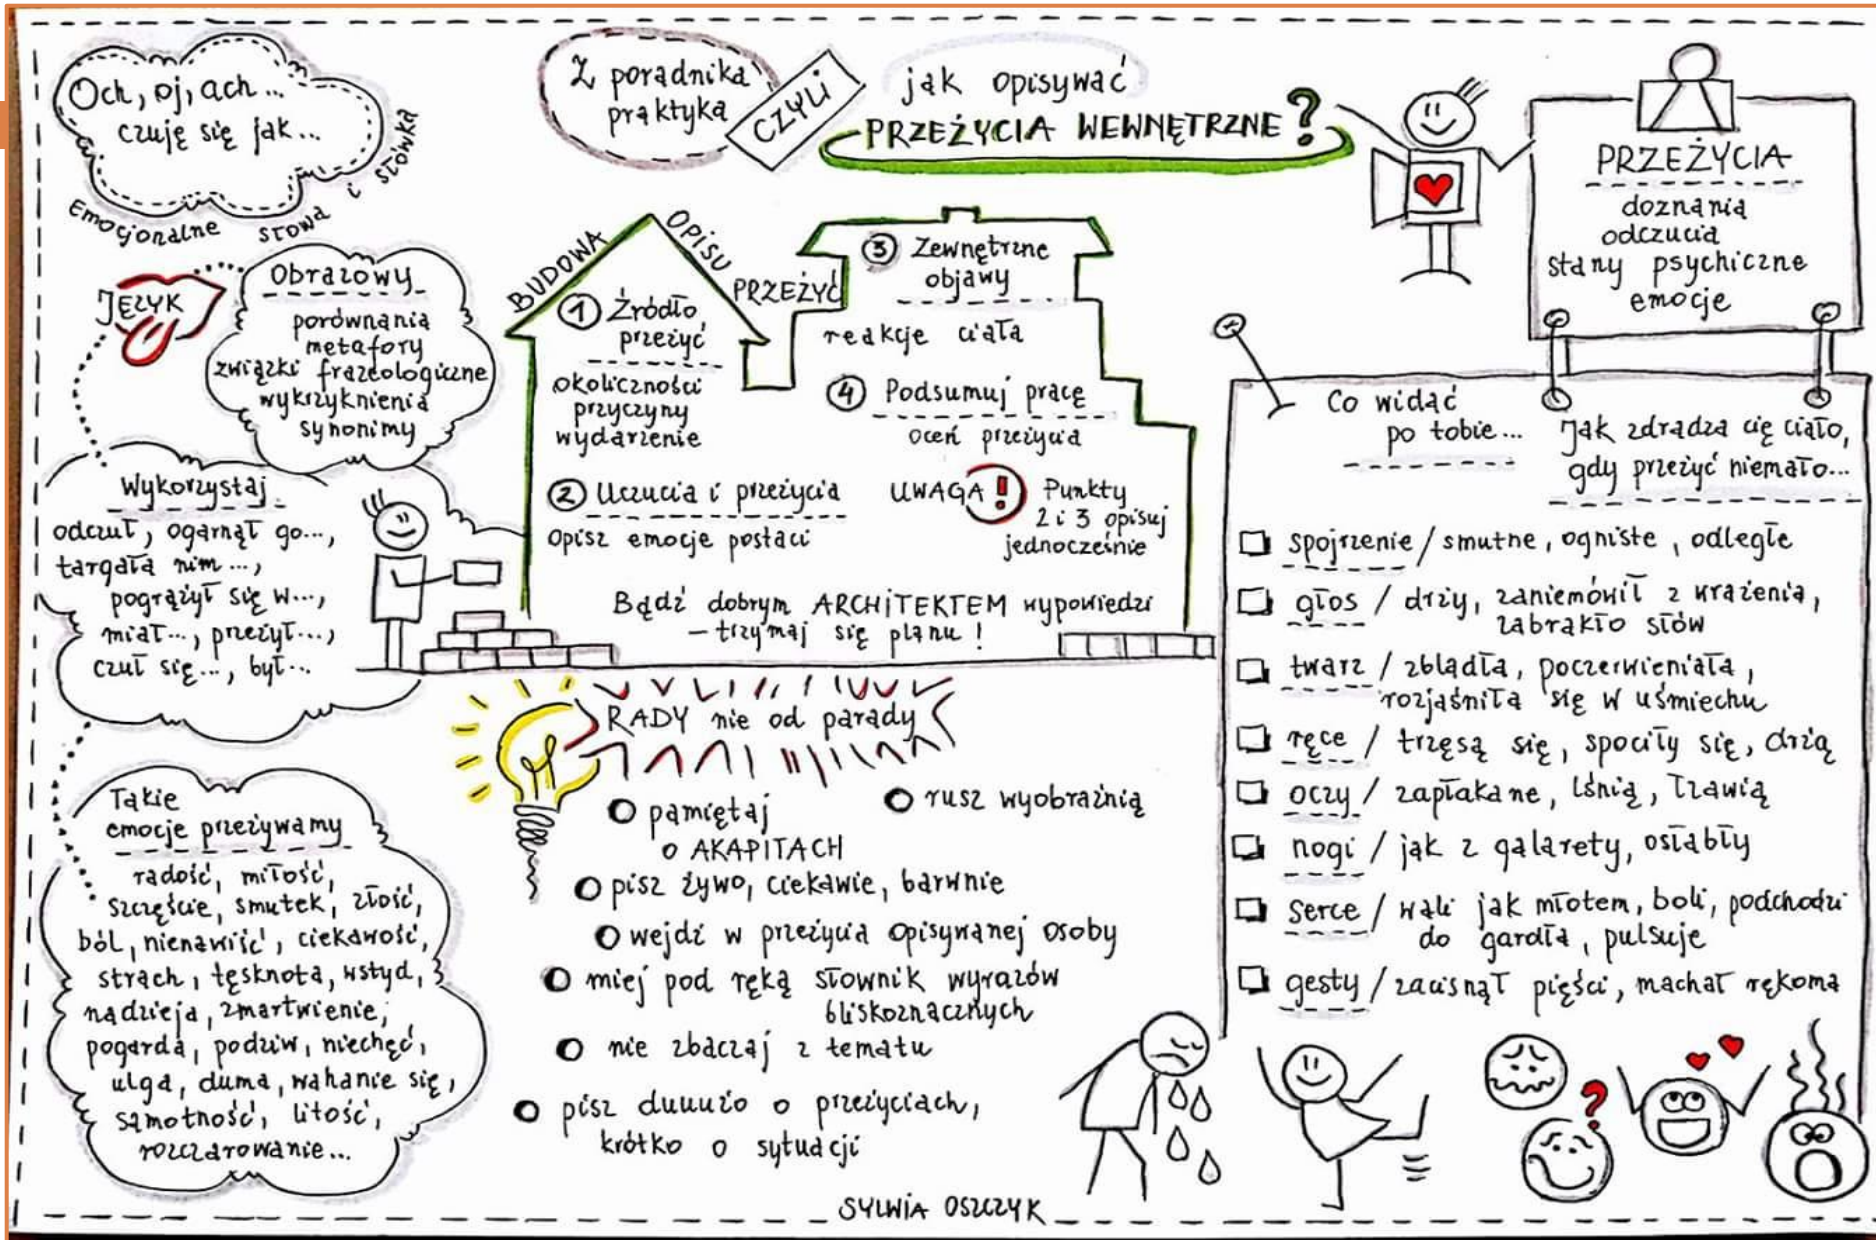 Z poradnika
praktyka
CZYLI
jak opisywać
PRZEŻYCIA WEWNĘTRZNE?
Och, oj, ach...
czuję się jak...
Emocjonalne słowa i słówka
JĘZYK
Obrazowy
porównania
metafory
związki frazeologiczne
wykrzyknienia
synonimy
Wykorzystaj
odczuł, ogarnął go...,
targała nim...,
pogrążył się w...,
miał..., przeżył...,
czuł się..., był...
Takie
emocje przeżywamy
radość, miłość,
szczęście, smutek, złość,
ból, nienawiść, ciekawość,
strach, tęsknota, wstyd,
nadzieja, zmartwienie,
pogarda, podziw, niechęć,
ulga, duma, wahanie się,
samotność, litość,
rozczarowanie...
BUDOWA OPISU PRZEŻYĆ
1 Źródło
przeżyć
okoliczności
przyczyny
wydarzenie
2 Uczucia i przeżycia
opisz emocje postaci
3 Zewnętrzne
objawy
reakcje ciała
4 Podsumuj pracę
oceń przeżycia
UWAGA! Punkty
2 i 3 opisuj
jednocześnie
Bądź dobrym ARCHITEKTEM wypowiedzi
– trzymaj się planu!
RADY nie od parady
pamiętaj
o AKAPITACH
rusz wyobraźnią
pisz żywo, ciekawie, barwnie
wejdź w przeżycia opisywanej osoby
miej pod ręką słownik wyrazów
bliskoznacznych
nie zbaczaj z tematu
pisz duuużo o przeżyciach,
krótko o sytuacji
PRZEŻYCIA
doznania
odczucia
stany psychiczne
emocje
Co widać
po tobie...
Jak zdradza cię ciało,
gdy przeżyć niemało...
spojrzenie / smutne, ogniste, odległe
głos / drży, zaniemówił z wrażenia,
zabrakło słów
twarz / zbladła, poczerwieniała,
rozjaśniła się w uśmiechu
ręce / trzęsą się, spociły się, drżą
oczy / zapłakane, lśnią, łzawią
nogi / jak z galarety, osłabły
serce / wali jak młotem, boli, podchodzi
do gardła, pulsuje
gesty / zacisnął pięści, machał rękoma
?
SYLWIA OSZCZYK